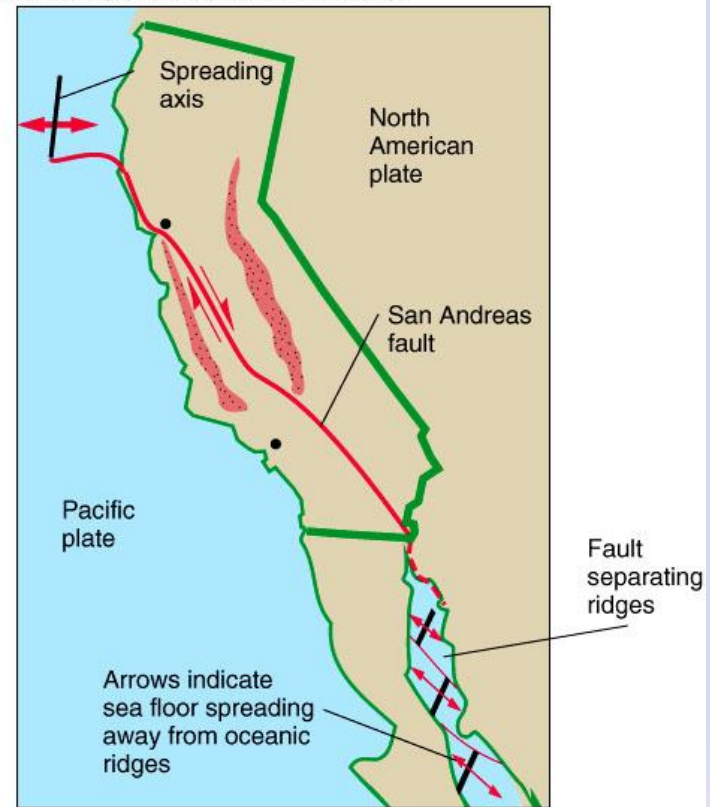 Spreading
axis
North
American
plate
San Andreas
fault
Pacific
plate
Fault
separating
ridges
Arrows indicate
sea floor spreading
away from oceanic
ridges